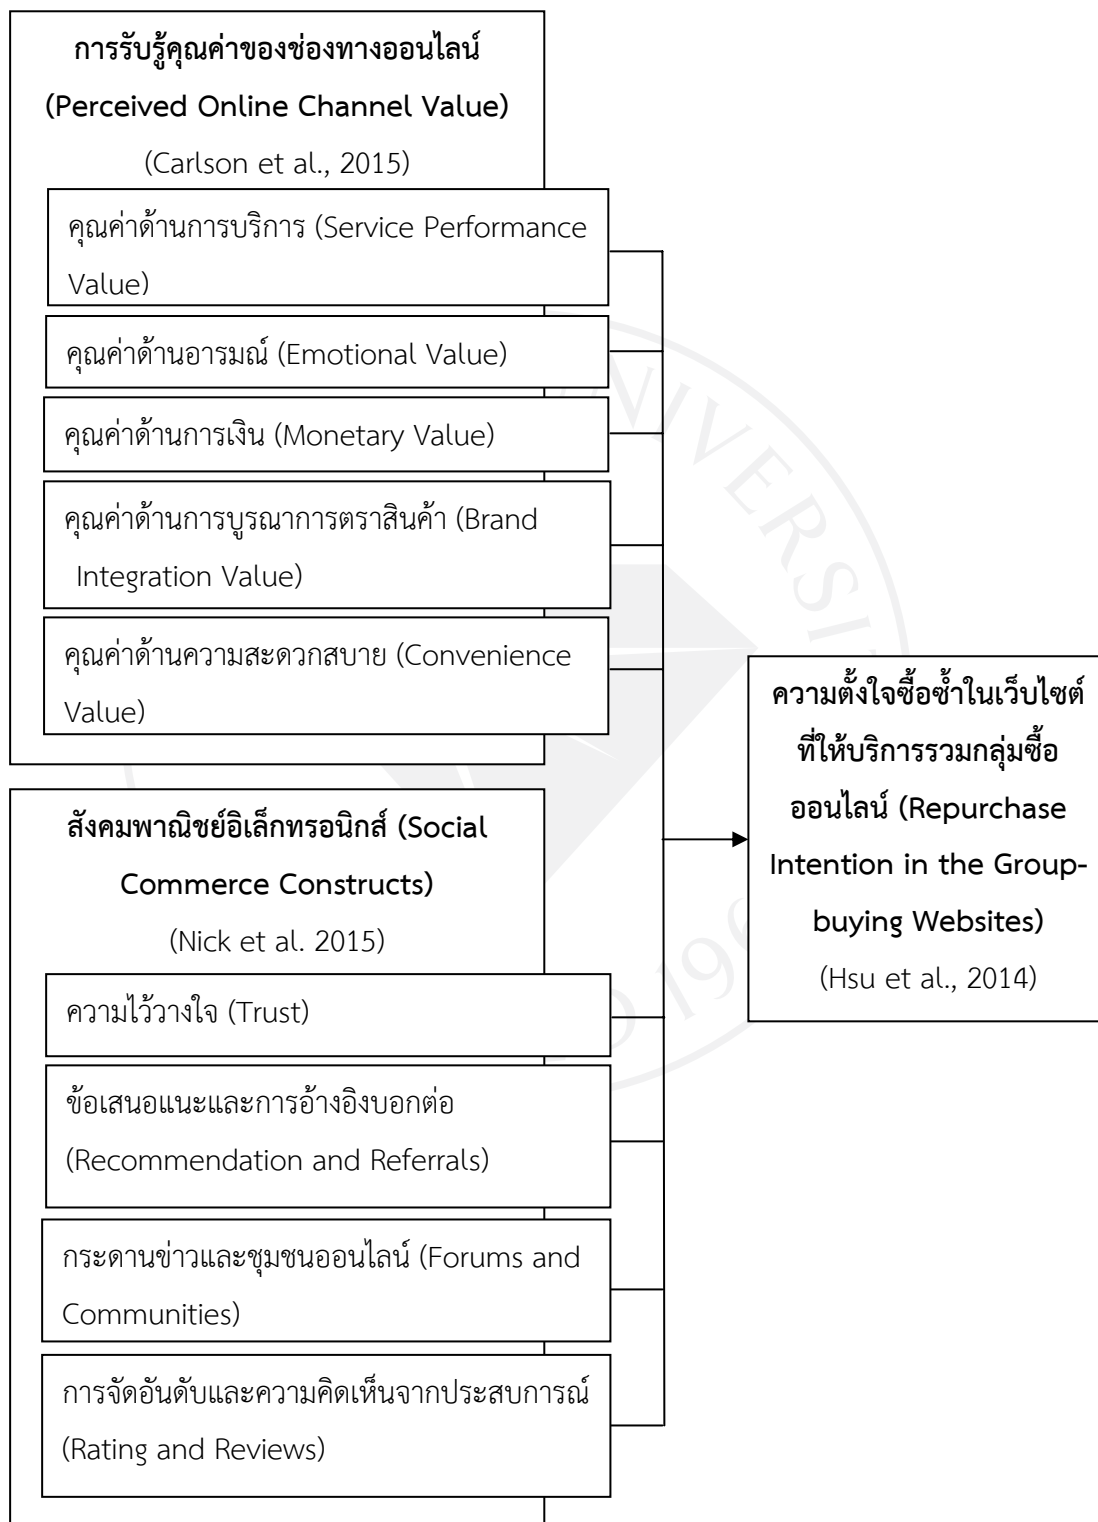 การรับรู้คุณค่าของช่องทางออนไลน์
(Perceived Online Channel Value)
(Carlson et al., 2015)
คุณค่าด้านการบริการ (Service Performance
Value)
คุณค่าด้านอารมณ์ (Emotional Value)
คุณค่าด้านการเงิน (Monetary Value)
คุณค่าด้านการบูรณาการตราสินค้า (Brand
Integration Value)
คุณค่าด้านความสะดวกสบาย (Convenience
Value)
สังคมพาณิชย์อิเล็กทรอนิกส์ (Social
Commerce Constructs)
(Nick et al. 2015)
ความไว้วางใจ (Trust)
ข้อเสนอแนะและการอ้างอิงบอกต่อ
(Recommendation and Referrals)
กระดานข่าวและชุมชนออนไลน์ (Forums and
Communities)
การจัดอันดับและความคิดเห็นจากประสบการณ์
(Rating and Reviews)
ความตั้งใจซื้อซ้ำในเว็บไซต์
ที่ให้บริการรวมกลุ่มซื้อ
ออนไลน์ (Repurchase
Intention in the Group-
buying Websites)
(Hsu et al., 2014)